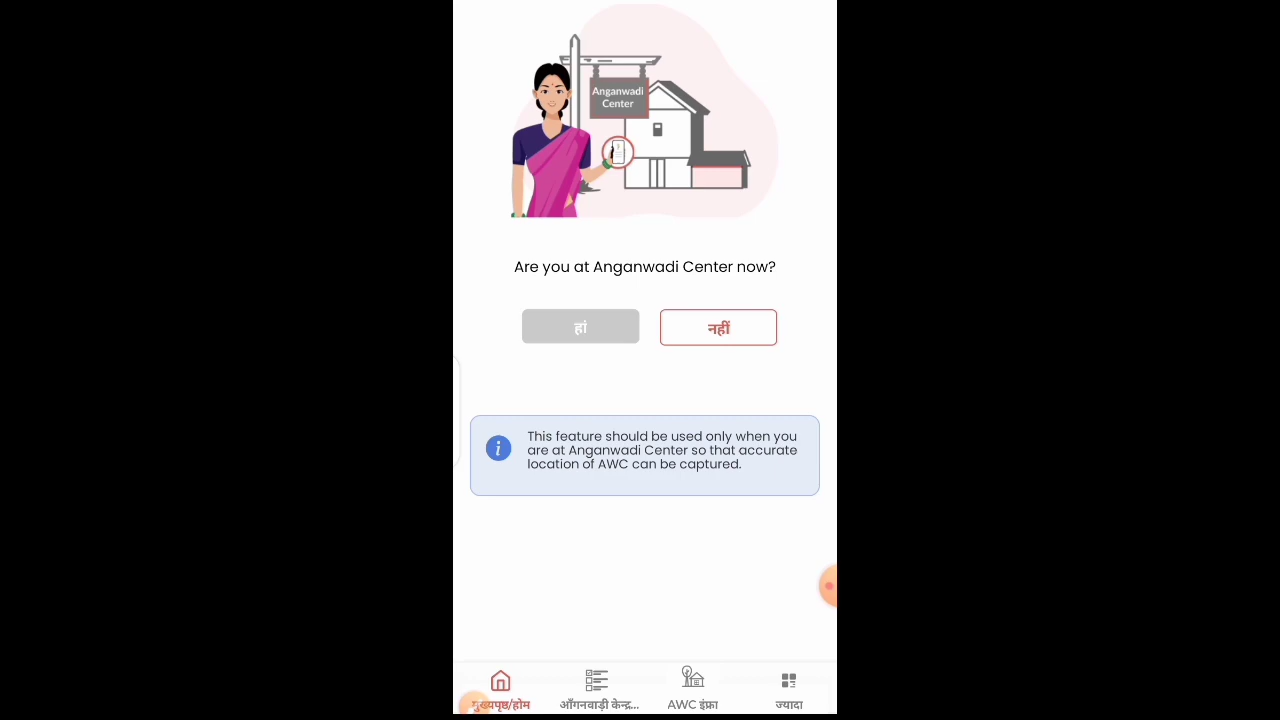 Anganwadi
Center
Are you at Anganwadi Center now?
हां
नहीं
This feature should be used only when you
are at Anganwadi Center so that accurate
location of AWC can be captured.
मुख्यपृष्ठ/होम
आँगनवाड़ी केन्द्र...
AWC इंफ्रा
ज्यादा